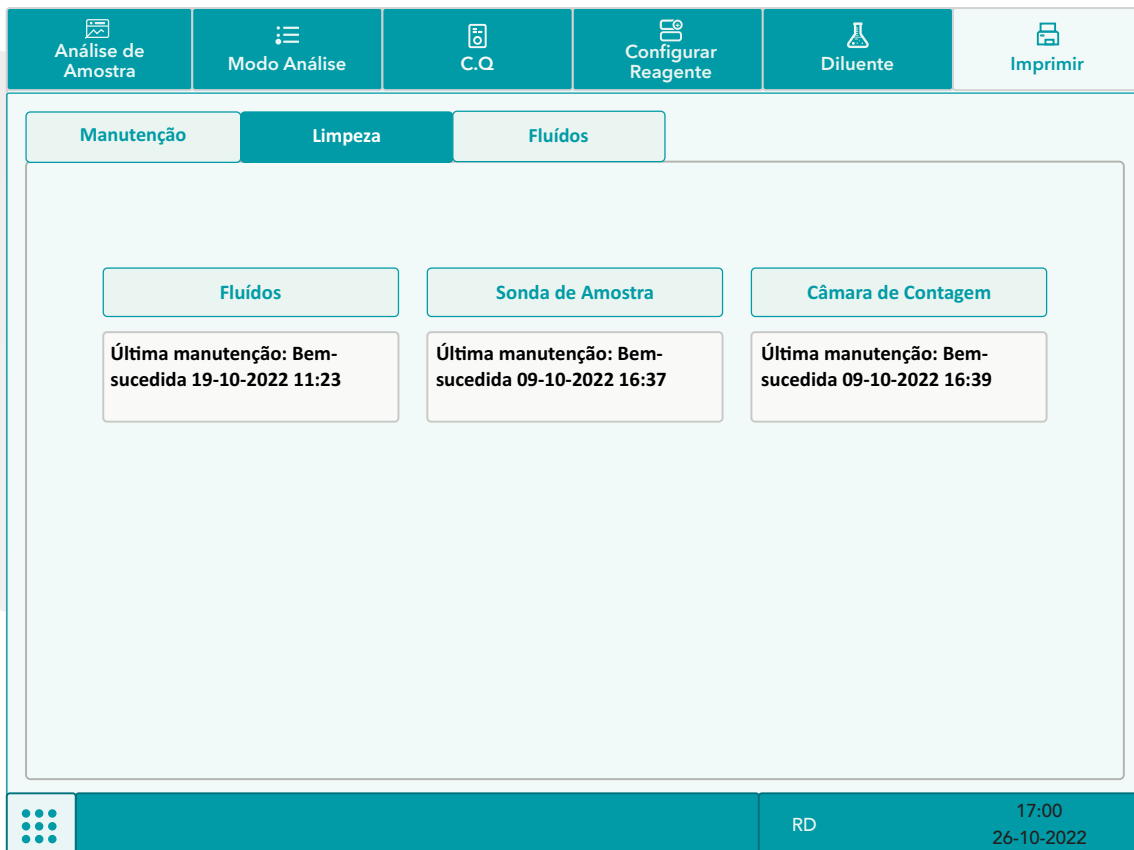 Análise de
Amostra
Modo Análise
C.Q
Configurar
Reagente
Diluente
Imprimir
Manutenção
Limpeza
Fluídos
Fluídos
Sonda de Amostra
Câmara de Contagem
Última manutenção: Bem-
sucedida 19-10-2022 11:23
Última manutenção: Bem-
sucedida 09-10-2022 16:37
Última manutenção: Bem-
sucedida 09-10-2022 16:39
RD
17:00
26-10-2022